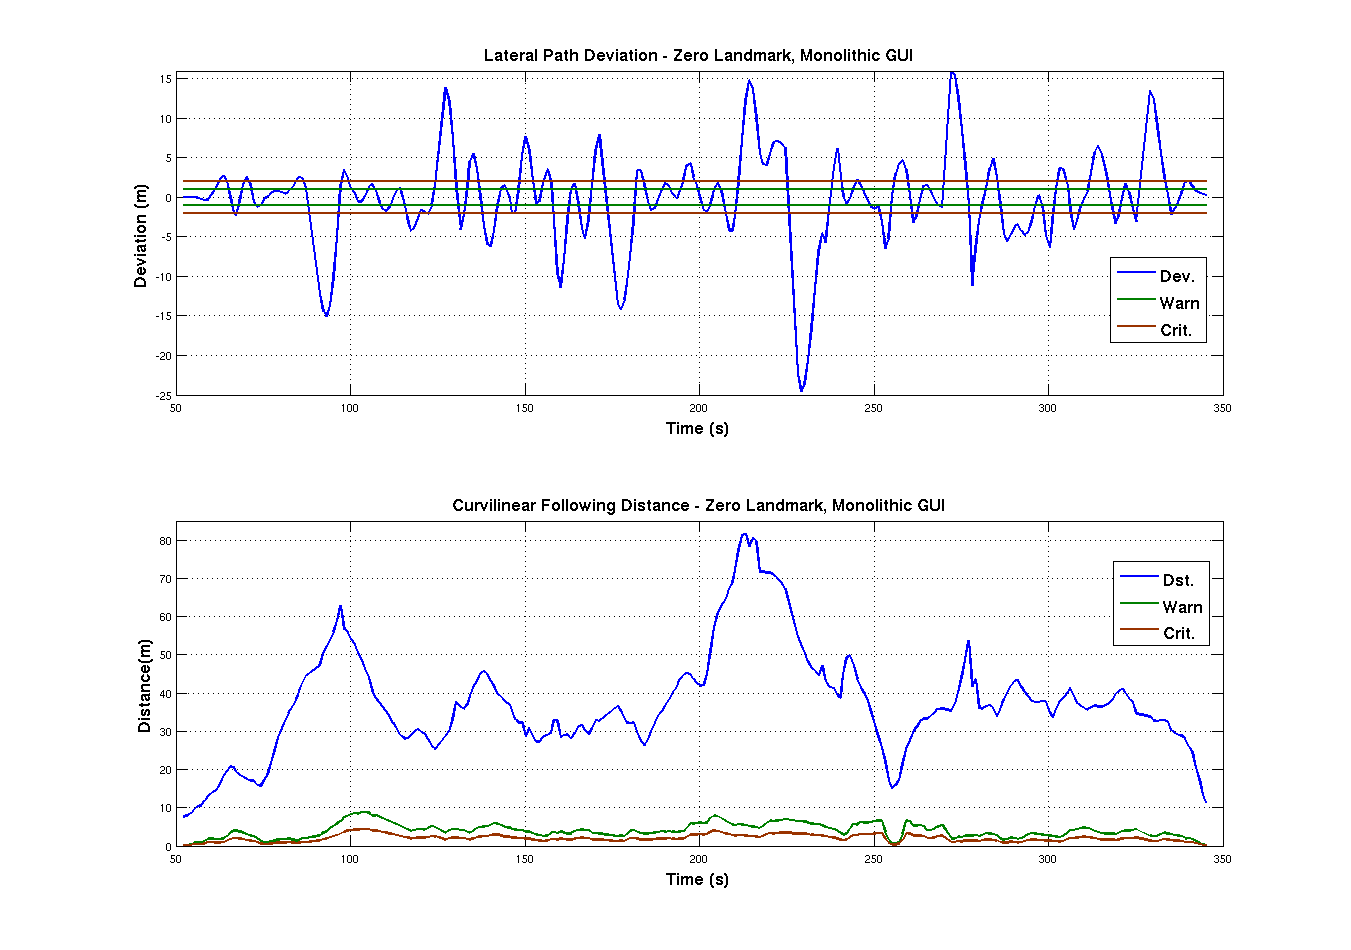 Lateral Path Deviation - Zero Landmark, Monolithic GUI
15
10
5
0
-5
-10
-15
-20
-25
Deviation (m)
Dev.
Warn
Crit.
50 100 150 200 250 300 350
Time (s)
Curvilinear Following Distance - Zero Landmark, Monolithic GUI
80
70
60
50
40
30
20
10
0
Distance(m)
Dst.
Warn
Crit.
50 100 150 200 250 300 350
Time (s)